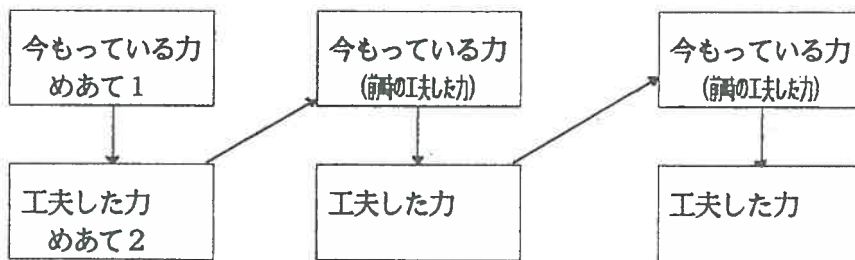 今もっている力
めあて1
工夫した力
めあて2
今もっている力
(前時の工夫した力)
工夫した力
今もっている力
(前時の工夫した力)
工夫した力